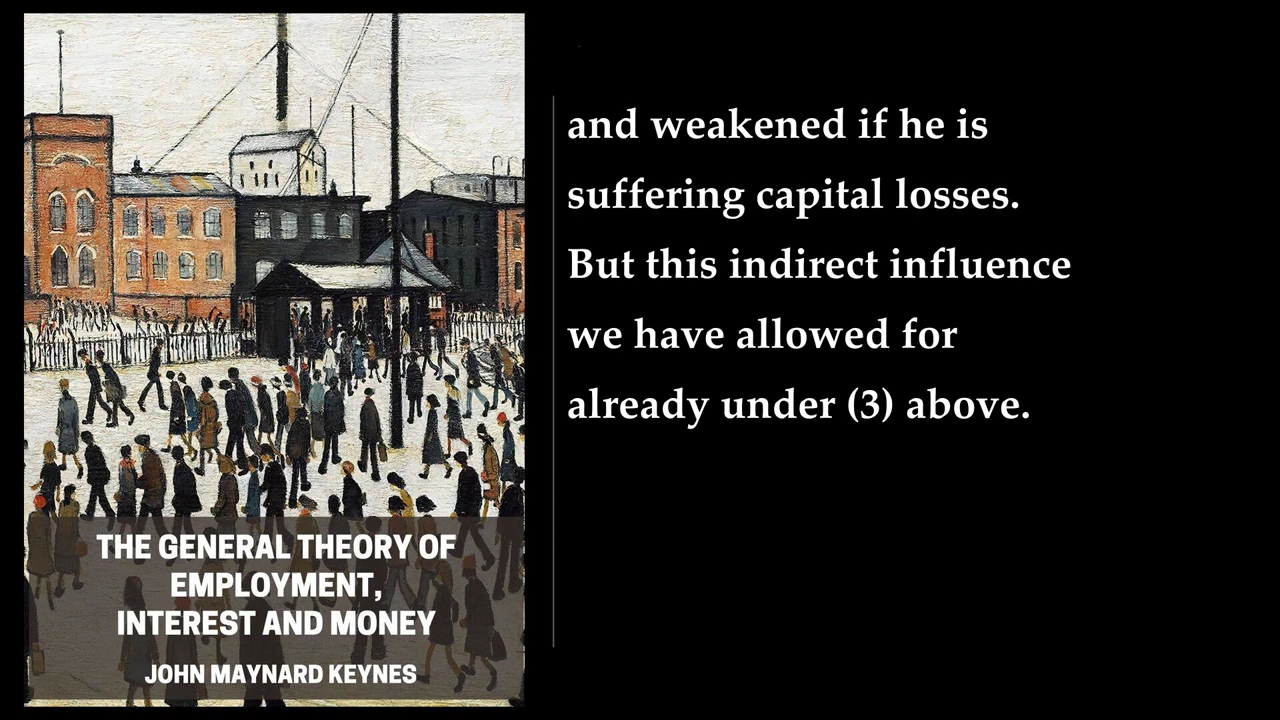 and weakened if he is
suffering capital losses.
But this indirect influence
we have allowed for
already under (3) above.
THE GENERAL THEORY OF
EMPLOYMENT,
INTEREST AND MONEY
JOHN MAYNARD KEYNES